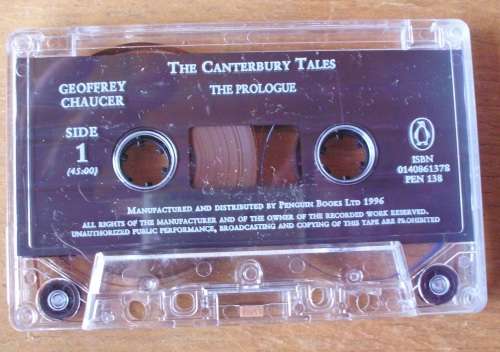 THE CANTERBURY TALES
GEOFFREY
CHAUCER
THE PROLOGUE
SIDE
1
(45:00)
ISBN
0140861378
PEN 138
MANUFACTURED AND DISTRIBUTED BY PENGUIN BOOKS LTD 1996
ALL RIGHTS OF THE MANUFACTURER AND OF THE OWNER OF THE RECORDED WORK RESERVED.
UNAUTHORIZED PUBLIC PERFORMANCE, BROADCASTING AND COPYING OF THIS TAPE ARE PROHIBITED